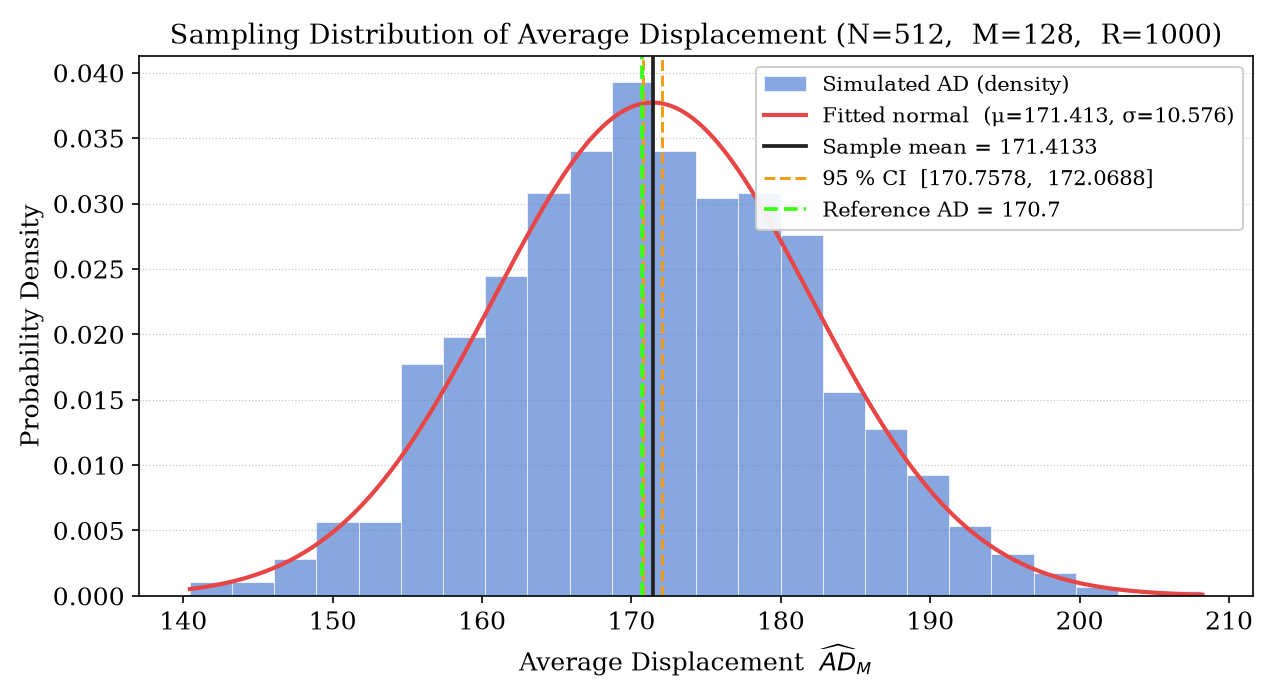 Sampling Distribution of Average Displacement (N=512,  M=128,  R=1000)
Simulated AD (density)
Fitted normal  (μ=171.413, σ=10.576)
Sample mean = 171.4133
95 % CI  [170.7578,  172.0688]
Reference AD = 170.7
Probability Density
0.040
0.035
0.030
0.025
0.020
0.015
0.010
0.005
0.000
140 150 160 170 180 190 200 210
Average Displacement  $\widehat{AD}_M$